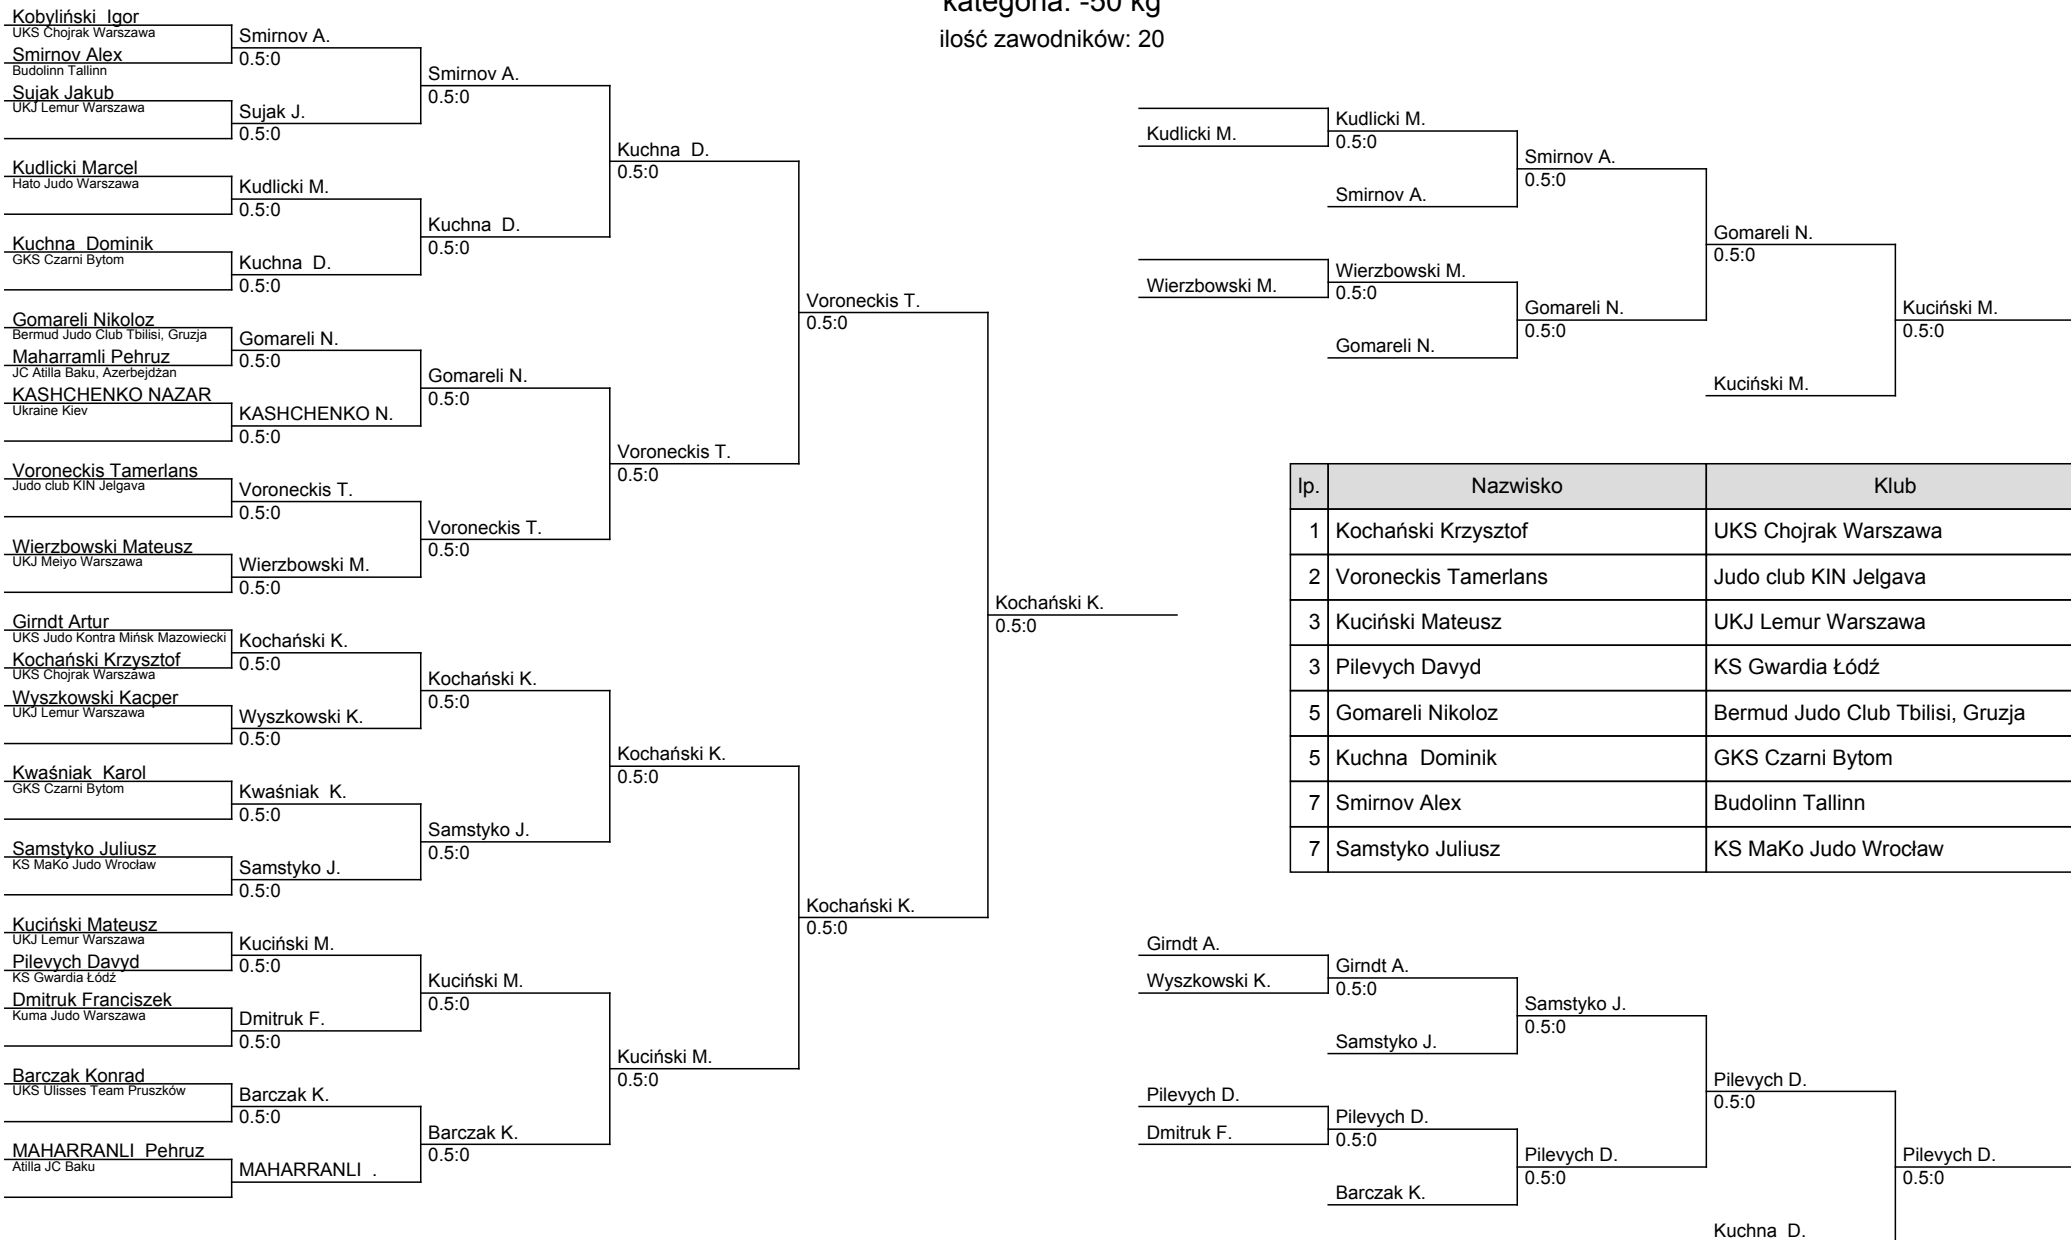 kategoria: -50 kg
ilość zawodników: 20
Kobyliński  Igor
UKS Chojrak Warszawa
Smirnov Alex
Budolinn Tallinn
Sujak Jakub
UKJ Lemur Warszawa
Kudlicki Marcel
Hato Judo Warszawa
Kuchna  Dominik
GKS Czarni Bytom
Gomareli Nikoloz
Bermud Judo Club Tbilisi, Gruzja
Maharramli Pehruz
JC Atilla Baku, Azerbejdżan
KASHCHENKO NAZAR
Ukraine Kiev
Voroneckis Tamerlans
Judo club KIN Jelgava
Wierzbowski Mateusz
UKJ Meiyo Warszawa
Girndt Artur
UKS Judo Kontra Mińsk Mazowiecki
Kochański Krzysztof
UKS Chojrak Warszawa
Wyszkowski Kacper
UKJ Lemur Warszawa
Kwaśniak  Karol
GKS Czarni Bytom
Samstyko Juliusz
KS MaKo Judo Wrocław
Kuciński Mateusz
UKJ Lemur Warszawa
Pilevych Davyd
KS Gwardia Łódź
Dmitruk Franciszek
Kuma Judo Warszawa
Barczak Konrad
UKS Ulisses Team Pruszków
MAHARRANLI  Pehruz
Atilla JC Baku
Smirnov A.
0.5:0
Sujak J.
0.5:0
Kudlicki M.
0.5:0
Kuchna  D.
0.5:0
Gomareli N.
0.5:0
KASHCHENKO N.
0.5:0
Voroneckis T.
0.5:0
Wierzbowski M.
0.5:0
Kochański K.
0.5:0
Wyszkowski K.
0.5:0
Kwaśniak  K.
0.5:0
Samstyko J.
0.5:0
Kuciński M.
0.5:0
Dmitruk F.
0.5:0
Barczak K.
0.5:0
MAHARRANLI  .
Smirnov A.
0.5:0
Kuchna  D.
0.5:0
Gomareli N.
0.5:0
Voroneckis T.
0.5:0
Kochański K.
0.5:0
Samstyko J.
0.5:0
Kuciński M.
0.5:0
Barczak K.
0.5:0
Kuchna  D.
0.5:0
Voroneckis T.
0.5:0
Kochański K.
0.5:0
Kuciński M.
0.5:0
Voroneckis T.
0.5:0
Kochański K.
0.5:0
Kochański K.
0.5:0
Kudlicki M.
Wierzbowski M.
Kudlicki M.
0.5:0
Smirnov A.
Wierzbowski M.
0.5:0
Gomareli N.
Smirnov A.
0.5:0
Gomareli N.
0.5:0
Gomareli N.
0.5:0
Kuciński M.
Kuciński M.
0.5:0
lp. Nazwisko Klub
1 Kochański Krzysztof UKS Chojrak Warszawa
2 Voroneckis Tamerlans Judo club KIN Jelgava
3 Kuciński Mateusz UKJ Lemur Warszawa
3 Pilevych Davyd KS Gwardia Łódź
5 Gomareli Nikoloz Bermud Judo Club Tbilisi, Gruzja
5 Kuchna  Dominik GKS Czarni Bytom
7 Smirnov Alex Budolinn Tallinn
7 Samstyko Juliusz KS MaKo Judo Wrocław
Girndt A.
Wyszkowski K.
Pilevych D.
Dmitruk F.
Girndt A.
0.5:0
Samstyko J.
Pilevych D.
0.5:0
Barczak K.
Samstyko J.
0.5:0
Pilevych D.
0.5:0
Pilevych D.
0.5:0
Kuchna  D.
Pilevych D.
0.5:0